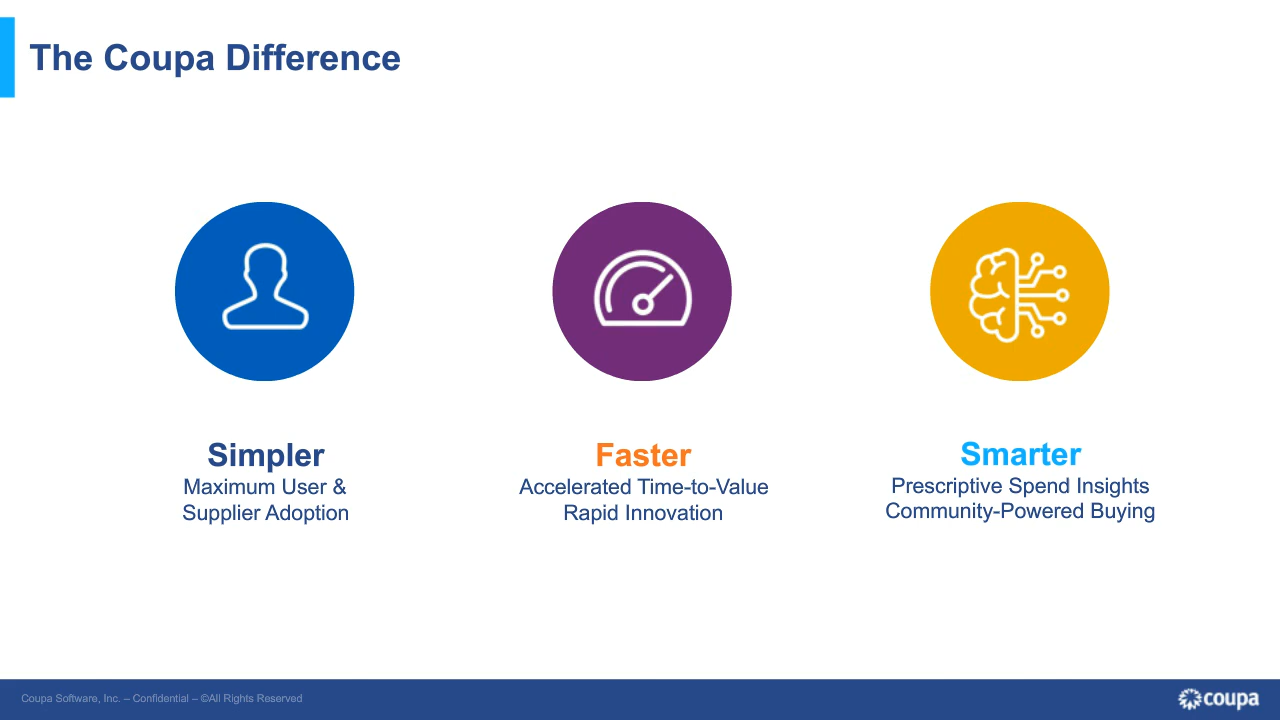 The Coupa Difference
Simpler
Maximum User &
Supplier Adoption
Faster
Accelerated Time-to-Value
Rapid Innovation
Smarter
Prescriptive Spend Insights
Community-Powered Buying
Coupa Software, Inc. – Confidential – ©All Rights Reserved
coupa